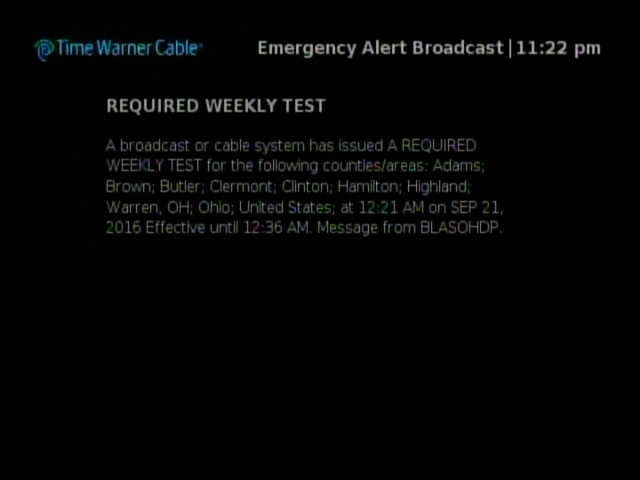 Time Warner Cable
Emergency Alert Broadcast | 11:22 pm
REQUIRED WEEKLY TEST
A broadcast or cable system has issued A REQUIRED
WEEKLY TEST for the following counties/areas: Adams;
Brown; Butler; Clermont; Clinton; Hamilton; Highland;
Warren, OH; Ohio; United States; at 12:21 AM on SEP 21,
2016 Effective until 12:36 AM. Message from BLASOHDP.